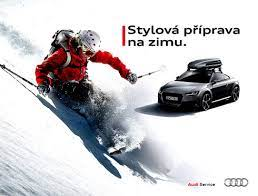 Stylová příprava
na zimu.
Audi Service